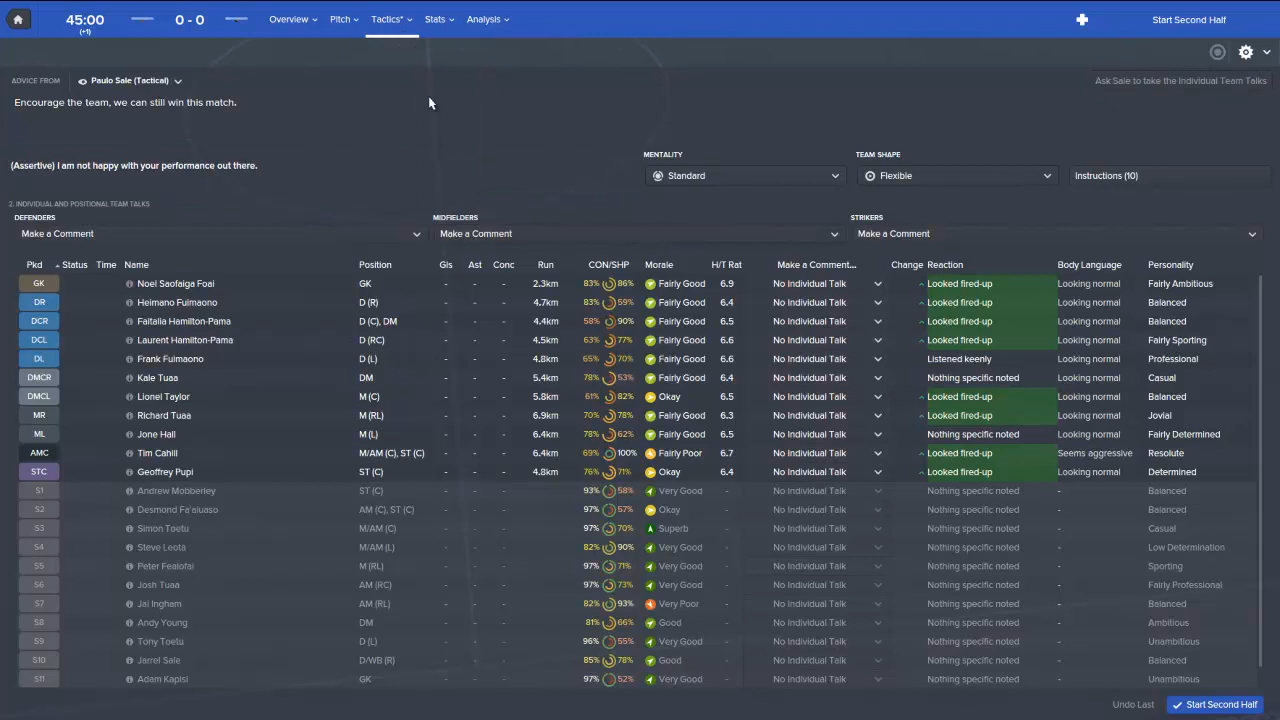 45:00 0 - 0 Overview Pitch Tactics* Stats Analysis Start Second Half
(+1)
ADVICE FROM Paulo Sale (Tactical) Ask Sale to take the Individual Team Talks
Encourage the team, we can still win this match.
MENTALITY TEAM SHAPE
(Assertive) I am not happy with your performance out there.
Standard Flexible Instructions (10)
2. INDIVIDUAL AND POSITIONAL TEAM TALKS
DEFENDERS MIDFIELDERS STRIKERS
Make a Comment Make a Comment Make a Comment
Pkd Status Time Name Position Gls Ast Conc Run CON/SHP Morale H/T Rat Make a Comment... Change Reaction Body Language Personality
GK Noel Saofaiga Foai GK - - - 2.3km 83% 86% Fairly Good 6.9 No Individual Talk Looked fired-up Looking normal Fairly Ambitious
DR Heimano Fuimaono D (R) - - - 4.7km 83% 59% Fairly Good 6.4 No Individual Talk Looked fired-up Looking normal Balanced
DCR Faitalia Hamilton-Pama D (C), DM - - - 4.4km 58% 90% Fairly Good 6.5 No Individual Talk Looked fired-up Looking normal Balanced
DCL Laurent Hamilton-Pama D (RC) - - - 4.5km 63% 77% Fairly Good 6.6 No Individual Talk Looked fired-up Looking normal Fairly Sporting
DL Frank Fuimaono D (L) - - - 4.8km 65% 70% Fairly Good 6.6 No Individual Talk Listened keenly Looking normal Professional
DMCR Kale Tuaa DM - - - 5.4km 78% 53% Fairly Good 6.4 No Individual Talk Nothing specific noted Looking normal Casual
DMCL Lionel Taylor M (C) - - - 5.8km 61% 82% Okay 6.5 No Individual Talk Looked fired-up Looking normal Balanced
MR Richard Tuaa M (RL) - - - 6.9km 70% 78% Fairly Good 6.3 No Individual Talk Looked fired-up Looking normal Jovial
ML Jone Hall M (L) - - - 6.4km 78% 62% Fairly Good 6.5 No Individual Talk Nothing specific noted Looking normal Fairly Determined
AMC Tim Cahill M/AM (C), ST (C) - - - 6.4km 69% 100% Fairly Poor 6.7 No Individual Talk Looked fired-up Seems aggressive Resolute
STC Geoffrey Pupi ST (C) - - - 4.8km 76% 71% Okay 6.4 No Individual Talk Looked fired-up Looking normal Determined
S1 Andrew Mobberley ST (C) - - - 93% 58% Very Good - No Individual Talk Nothing specific noted Balanced
S2 Desmond Fa'aiuaso AM (C), ST (C) - - - 97% 57% Okay - No Individual Talk Nothing specific noted Balanced
S3 Simon Toetu M/AM (C) - - - 97% 70% Superb - No Individual Talk Nothing specific noted Casual
S4 Steve Leota M/AM (L) - - - 82% 90% Very Good - No Individual Talk Nothing specific noted Low Determination
S5 Peter Fealofai M (RL) - - - 97% 71% Very Good - No Individual Talk Nothing specific noted Sporting
S6 Josh Tuaa AM (RC) - - - 97% 73% Very Good - No Individual Talk Nothing specific noted Fairly Professional
S7 Jai Ingham AM (RL) - - - 82% 93% Very Poor - No Individual Talk Nothing specific noted Balanced
S8 Andy Young DM - - - 81% 66% Good - No Individual Talk Nothing specific noted Ambitious
S9 Tony Toetu D (L) - - - 96% 55% Very Good - No Individual Talk Nothing specific noted Unambitious
S10 Jarrel Sale D/WB (R) - - - 85% 78% Good - No Individual Talk Nothing specific noted Balanced
S11 Adam Kapisi GK - - - 97% 52% Very Good - No Individual Talk Nothing specific noted Unambitious
Undo Last Start Second Half